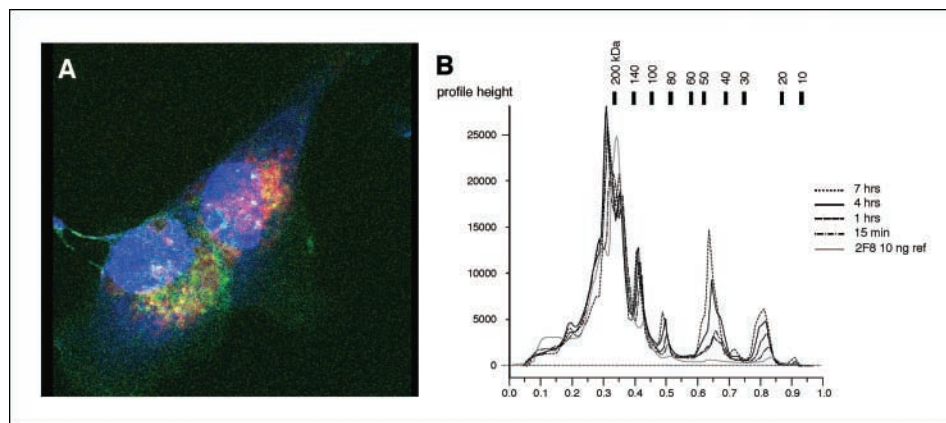 A
B
200 kDa
140
100
80
60
50
40
30
20
10
profile height
25000
20000
15000
10000
5000
0
7 hrs
4 hrs
1 hrs
15 min
2F8 10 ng ref
0.0 0.1 0.2 0.3 0.4 0.5 0.6 0.7 0.8 0.9 1.0